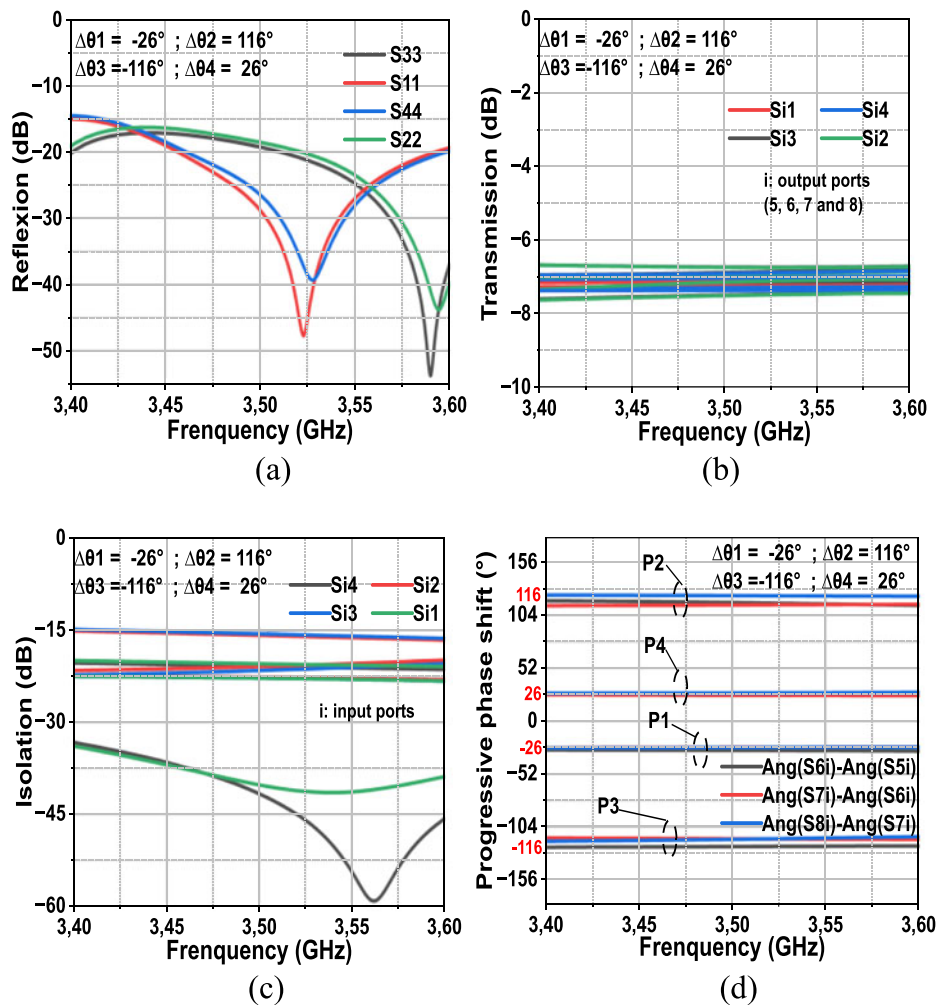 Δθ1 = -26° ; Δθ2 = 116°
Δθ3 =-116° ; Δθ4 = 26°
S33
S11
S44
S22
0
−10
−20
−30
−40
−50
Reflexion (dB)
3,40 3,45 3,50 3,55 3,60
Frenquency (GHz)
(a)
Δθ1 = -26° ; Δθ2 = 116°
Δθ3 =-116° ; Δθ4 = 26°
Si1 Si4
Si3 Si2
i: output ports
(5, 6, 7 and 8)
0
−2
−4
−6
−8
−10
Transmission (dB)
3,40 3,45 3,50 3,55 3,60
Frequency (GHz)
(b)
Δθ1 = -26° ; Δθ2 = 116°
Δθ3 =-116° ; Δθ4 = 26°
Si4 Si2
Si3 Si1
i: input ports
0
−15
−30
−45
−60
Isolation (dB)
3,40 3,45 3,50 3,55 3,60
Frenquency (GHz)
(c)
Δθ1 = -26° ; Δθ2 = 116°
Δθ3 =-116° ; Δθ4 = 26°
P2
P4
P1
P3
Ang(S6i)-Ang(S5i)
Ang(S7i)-Ang(S6i)
Ang(S8i)-Ang(S7i)
156
116
104
52
26
0
-26
−52
−104
-116
−156
Progressive phase shift (°)
3,40 3,45 3,50 3,55 3,60
Frenquency (GHz)
(d)